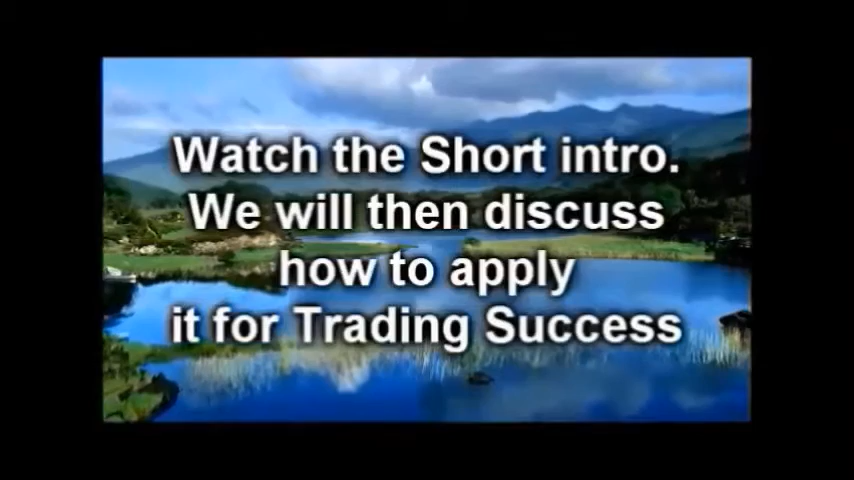 Watch the Short intro.
We will then discuss
how to apply
it for Trading Success